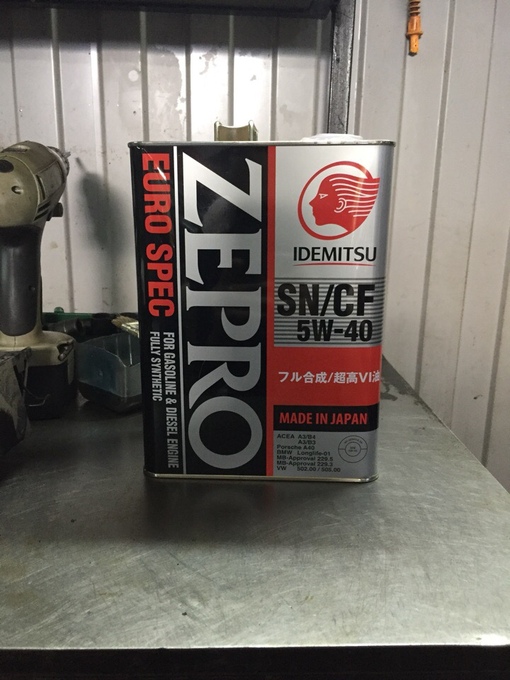 ZEPRO
EURO SPEC
FOR GASOLINE & DIESEL ENGINE
FULLY SYNTHETIC
IDEMITSU
SN/CF
5W-40
フル合成/超高VI油
MADE IN JAPAN
ACEA A3/B4
A3/B3
Porsche A40
BMW Longlife-01
MB-Approval 229.5
MB-Approval 229.3
VW 502.00 / 505.00